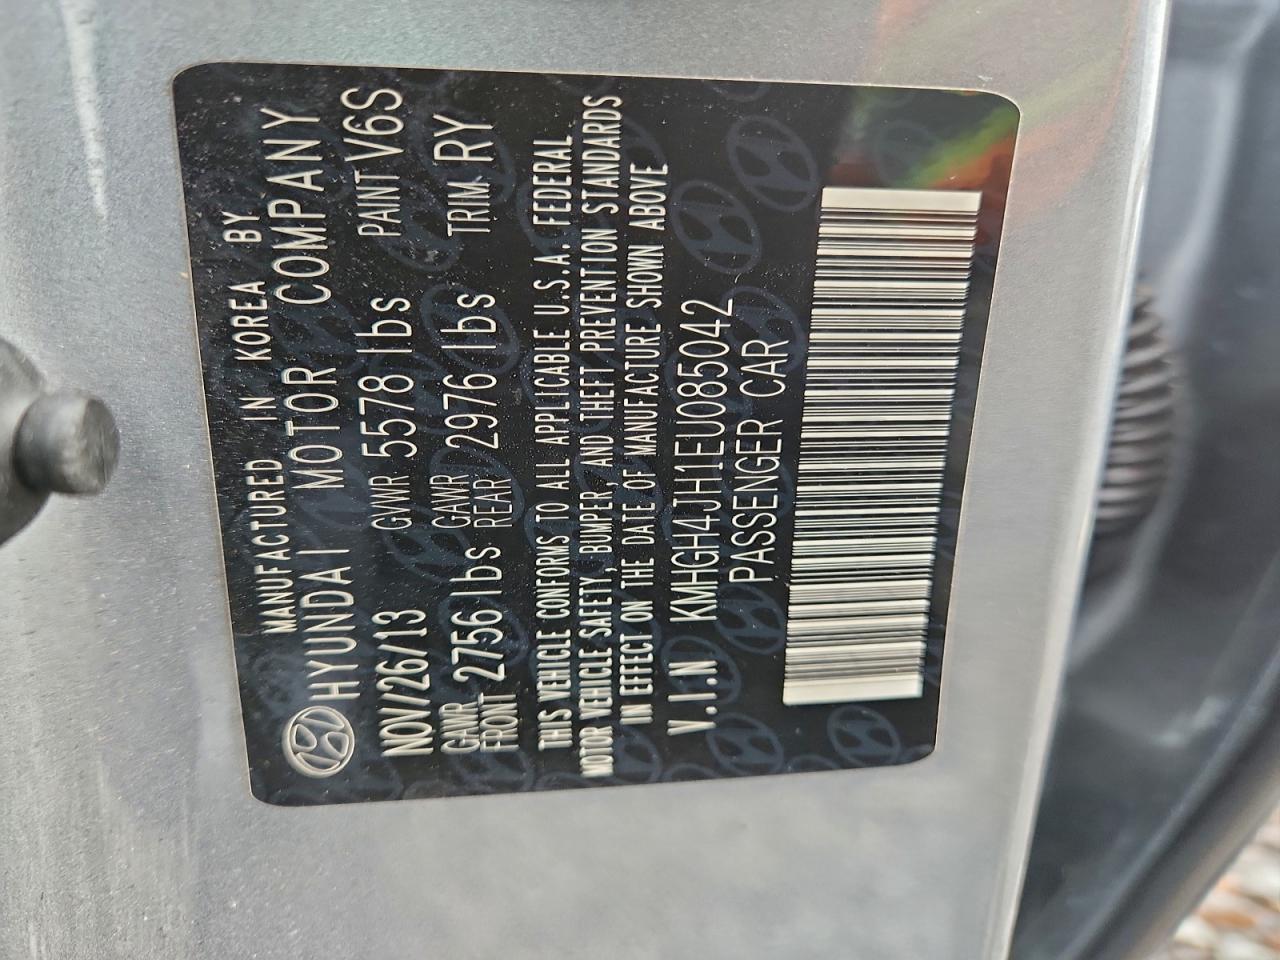 MANUFACTURED IN KOREA BY
HYUNDAI MOTOR COMPANY
NOV/26/13 GVWR 5578 lbs PAINT V6S
GAWR FRONT 2756 lbs GAWR REAR 2976 lbs TRIM RY
THIS VEHICLE CONFORMS TO ALL APPLICABLE U.S.A. FEDERAL
MOTOR VEHICLE SAFETY, BUMPER, AND THEFT PREVENTION STANDARDS
IN EFFECT ON THE DATE OF MANUFACTURE SHOWN ABOVE
V.I.N KMHGH4JH1EU085042
PASSENGER CAR